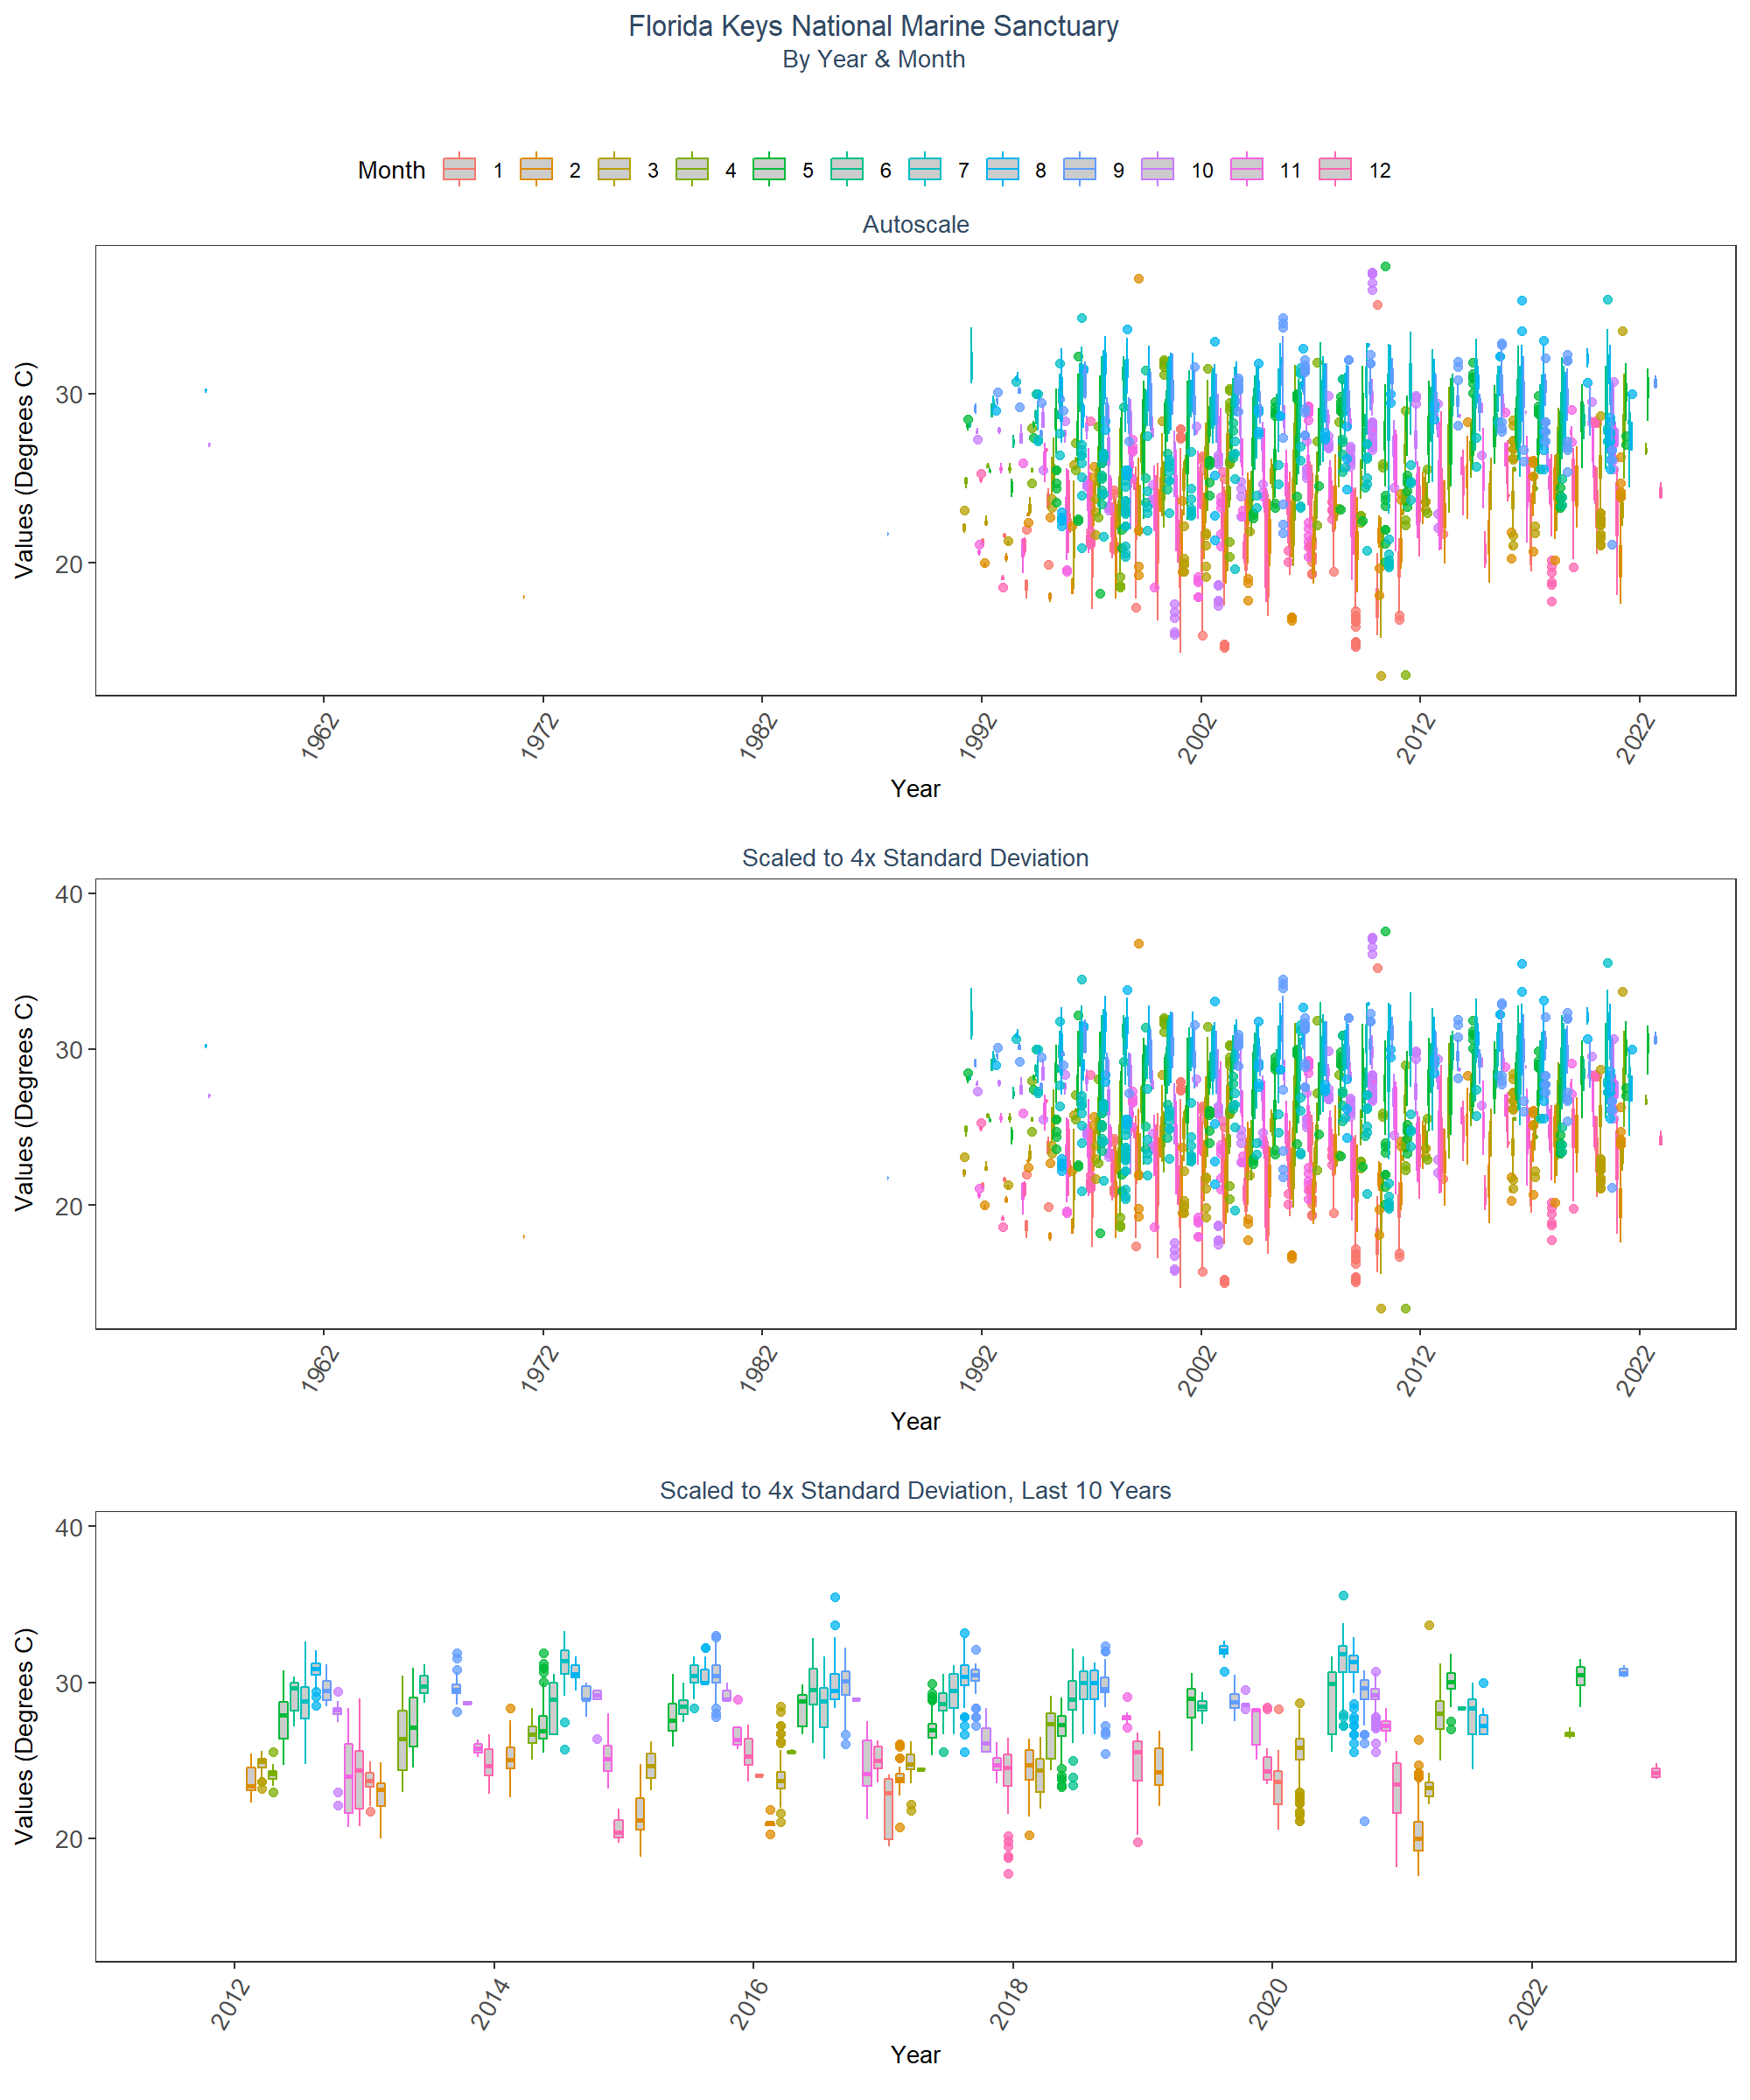 Florida Keys National Marine Sanctuary
By Year & Month
Month 1 2 3 4 5 6 7 8 9 10 11 12
Autoscale
Values (Degrees C)
30
20
1962 1972 1982 1992 2002 2012 2022
Year
Scaled to 4x Standard Deviation
Values (Degrees C)
40
30
20
1962 1972 1982 1992 2002 2012 2022
Year
Scaled to 4x Standard Deviation, Last 10 Years
Values (Degrees C)
40
30
20
2012 2014 2016 2018 2020 2022
Year